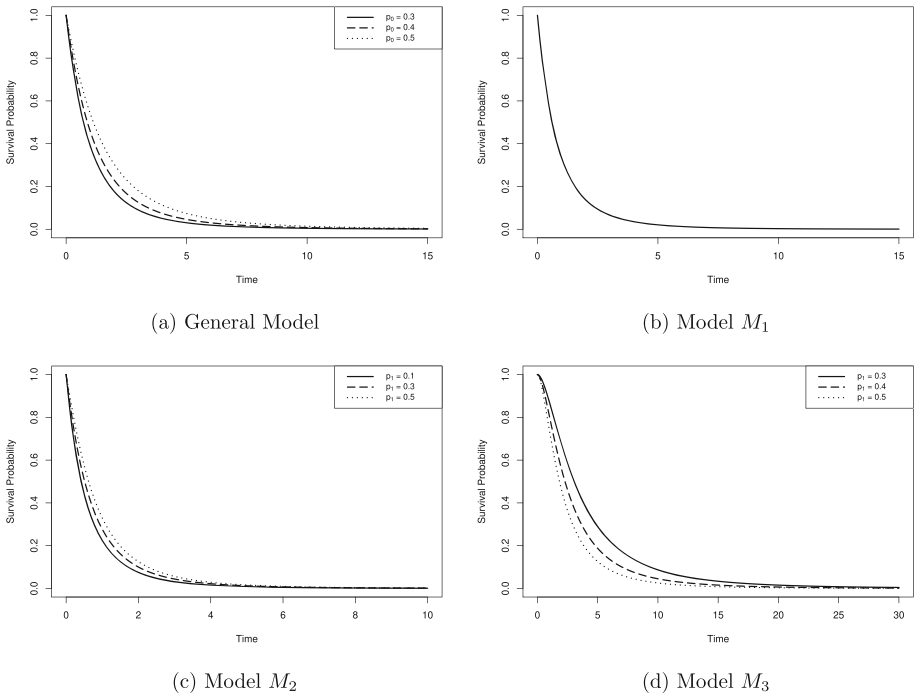 p₀ = 0.3
p₀ = 0.4
p₀ = 0.5
Survival Probability
0.0 0.2 0.4 0.6 0.8 1.0
0 5 10 15
Time
(a) General Model
Survival Probability
0.0 0.2 0.4 0.6 0.8 1.0
0 5 10 15
Time
(b) Model M₁
p₁ = 0.1
p₁ = 0.3
p₁ = 0.5
Survival Probability
0.0 0.2 0.4 0.6 0.8 1.0
0 2 4 6 8 10
Time
(c) Model M₂
p₁ = 0.3
p₁ = 0.4
p₁ = 0.5
Survival Probability
0.0 0.2 0.4 0.6 0.8 1.0
0 5 10 15 20 25 30
Time
(d) Model M₃